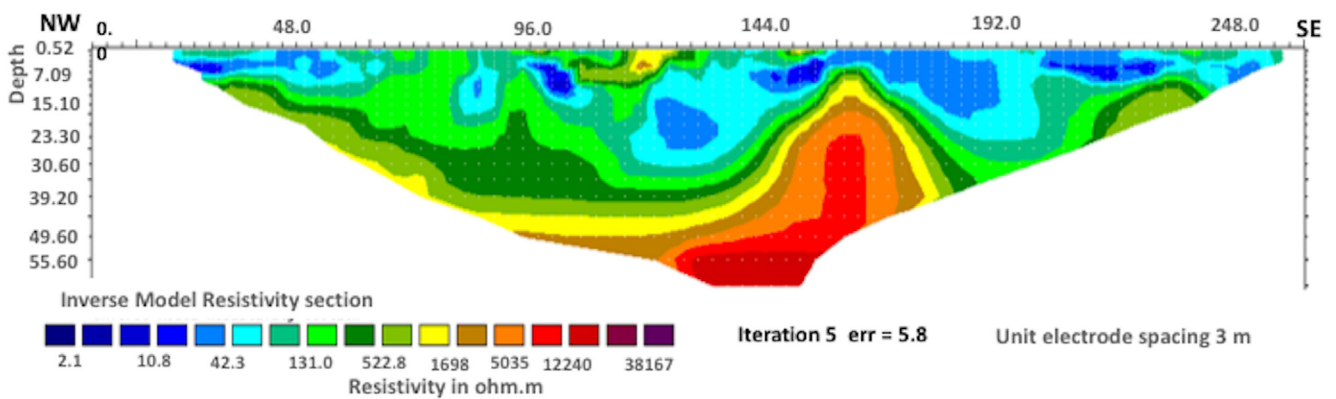 NW 0. 48.0 96.0 144.0 192.0 248.0 SE
Depth
0
0.52
7.09
15.10
23.30
30.60
39.20
49.60
55.60
Inverse Model Resistivity section
2.1 10.8 42.3 131.0 522.8 1698 5035 12240 38167
Resistivity in ohm.m
Iteration 5 err = 5.8
Unit electrode spacing 3 m